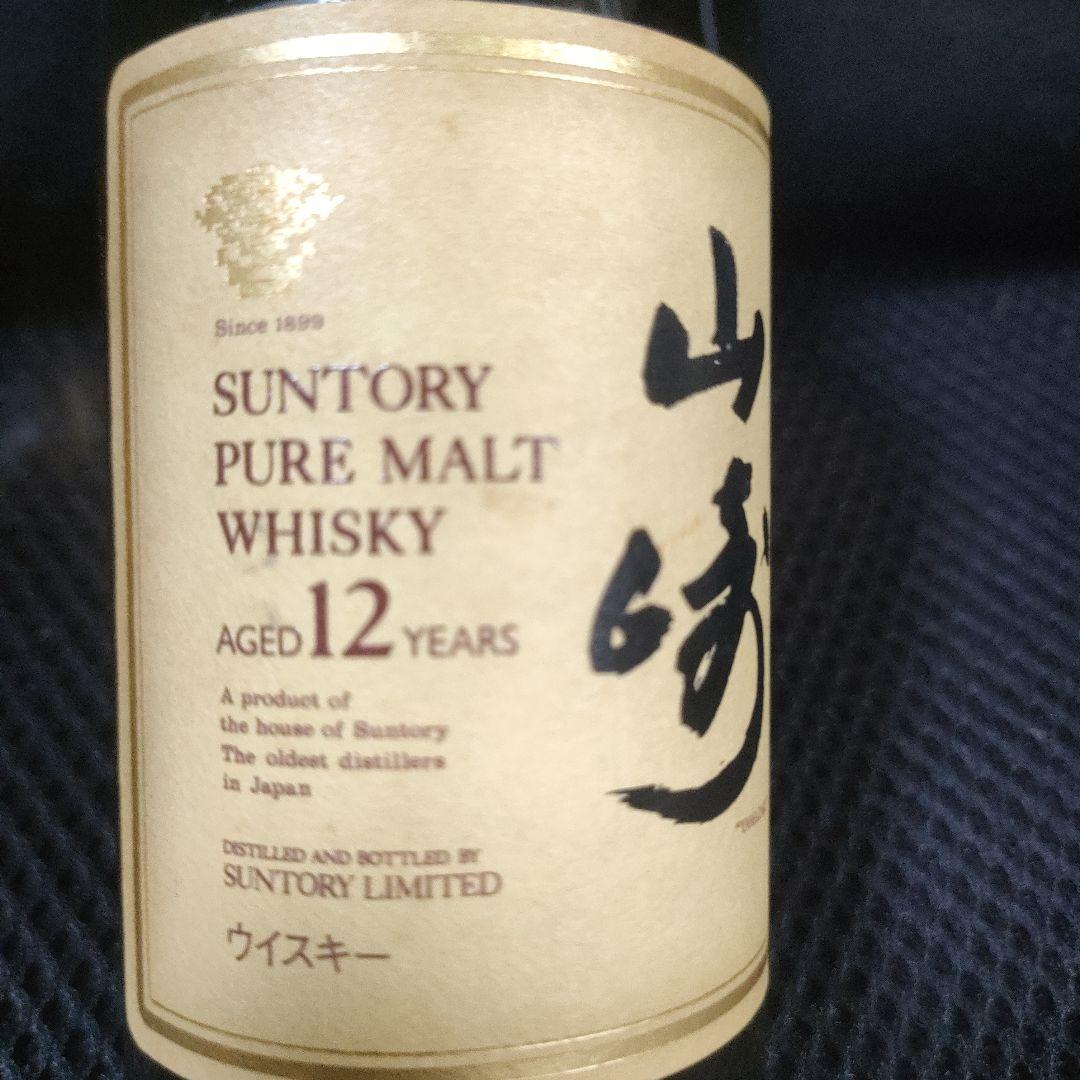 Since 1899
SUNTORY
PURE MALT
WHISKY
AGED 12 YEARS
A product of
the house of Suntory
The oldest distillers
in Japan
DISTILLED AND BOTTLED BY
SUNTORY LIMITED
ウイスキー
山崎